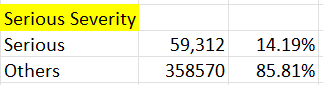 Serious Severity
Serious 59,312 14.19%
Others 358570 85.81%